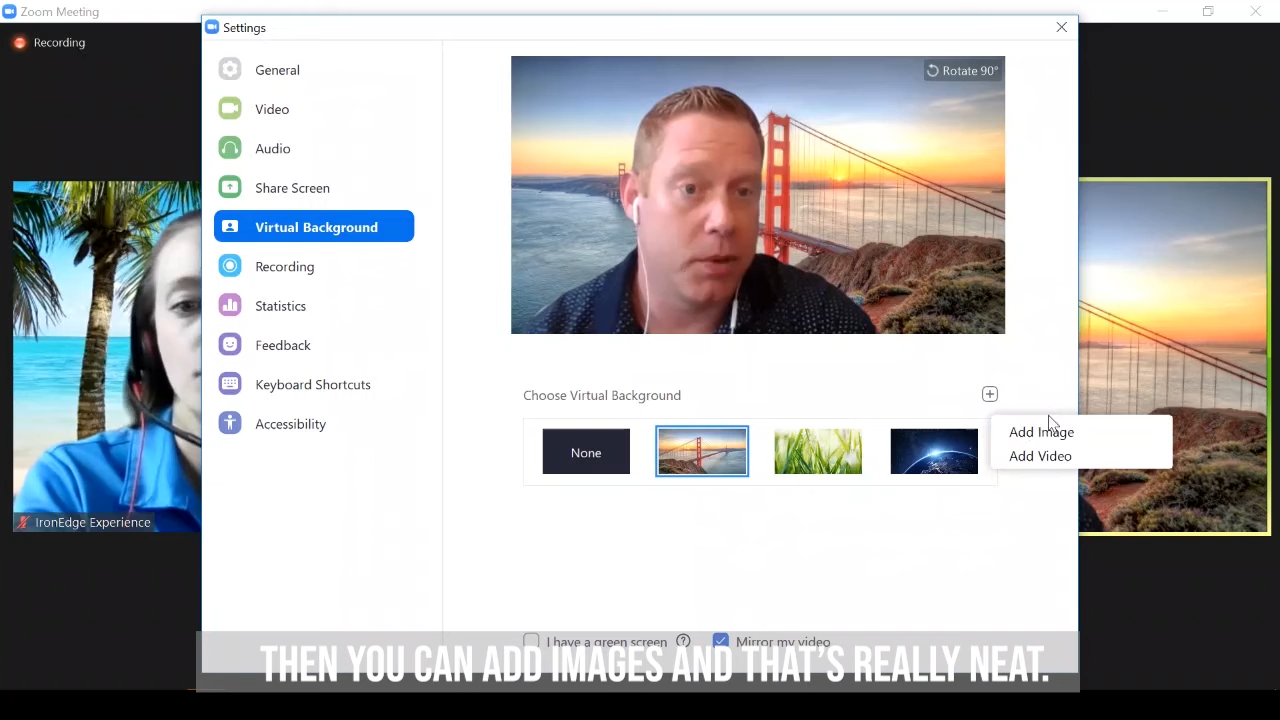 Zoom Meeting
Settings
Recording
General
Video
Audio
Share Screen
Virtual Background
Recording
Statistics
Feedback
Keyboard Shortcuts
Accessibility
Rotate 90°
Choose Virtual Background
None
Add Image
Add Video
IronEdge Experience
I have a green screen
Mirror my video
THEN YOU CAN ADD IMAGES AND THAT'S REALLY NEAT.